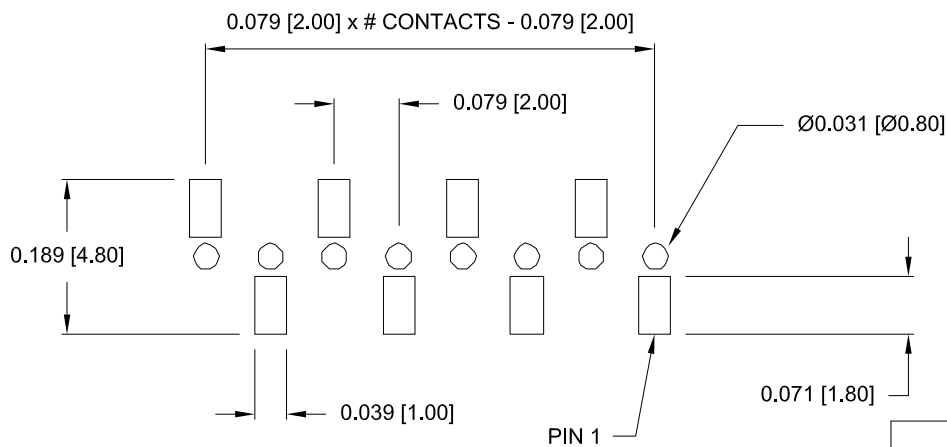 0.079 [2.00] x # CONTACTS - 0.079 [2.00]
0.079 [2.00]
Ø0.031 [Ø0.80]
0.189 [4.80]
0.071 [1.80]
0.039 [1.00]
PIN 1